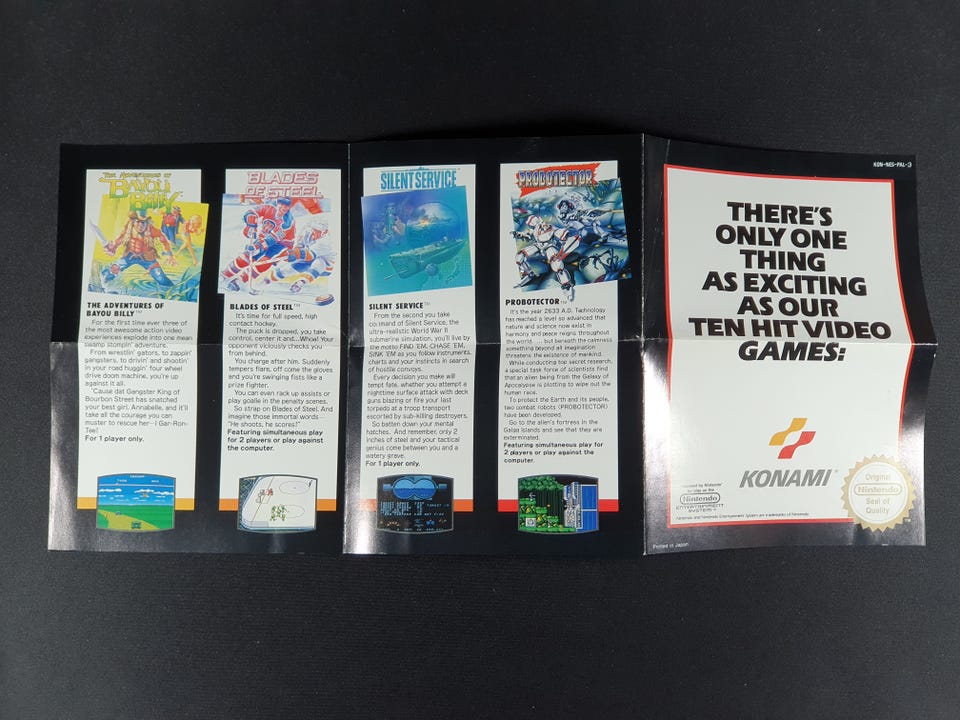 THE ADVENTURES OF
BAYOU
BILLY
THE ADVENTURES OF
BAYOU BILLY™
For the first time ever three of
the most awesome action video
experiences explode into one mean
swamp stompin' adventure.
From wrestlin' gators, to zappin'
gangsters, to drivin' and shootin'
in your road huggin' four wheel
drive doom machine, you're up
against it all.
'Cause dat Gangster King of
Bourbon Street has snatched
your best girl, Annabelle, and it'll
take all the courage you can
muster to rescue her—I Gar-Ron-
Tee!
For 1 player only.
BLADES
OF STEEL
BLADES OF STEEL™
It's time for full speed, high
contact hockey.
The puck is dropped, you take
control, center it and...Whoa! Your
opponent viciously checks you
from behind.
You charge after him. Suddenly
tempers flare, off come the gloves
and you're swinging fists like a
prize fighter.
You can even rack up assists or
play goalie in the penalty scenes.
So strap on Blades of Steel. And
imagine those immortal words—
"He shoots, he scores!"
Featuring simultaneous play for
2 players or play against the
computer.
SILENT SERVICE
SILENT SERVICE™
From the second you take
command of Silent Service, the
ultra-realistic World War II
submarine simulation, you'll live by
the motto FIND 'EM, CHASE 'EM,
SINK 'EM as you follow instruments,
charts and your instincts in search
of hostile convoys.
Every decision you make will
tempt fate, whether you attempt a
nighttime surface attack with deck
guns blazing or fire your last
torpedo at a troop transport
escorted by sub-killing destroyers.
So batten down your mental
hatches. And remember, only 2
inches of steel and your tactical
genius come between you and a
watery grave.
For 1 player only.
PROBOTECTOR
PROBOTECTOR™
It's the year 2633 A.D. Technology
has reached a level so advanced that
nature and science now exist in
harmony and peace reigns throughout
the world..... but beneath the calmness
something beyond all imagination
threatens the existence of mankind.
While conducting top secret research,
a special task force of scientists find
that an alien being from the Galaxy of
Apocalypse is plotting to wipe out the
human race.
To protect the Earth and its people,
two combat robots (PROBOTECTOR)
have been developed.
Go to the alien's fortress in the
Galga Islands and see that they are
exterminated.
Featuring simultaneous play for
2 players or play against the
computer.
KON-NES-PAL-3
THERE'S
ONLY ONE
THING
AS EXCITING
AS OUR
TEN HIT VIDEO
GAMES:
KONAMI®
Licensed by Nintendo
for play on the
Nintendo
ENTERTAINMENT
SYSTEM
Nintendo and Nintendo Entertainment System are trademarks of Nintendo.
Original
Nintendo
Seal of
Quality
Printed in Japan